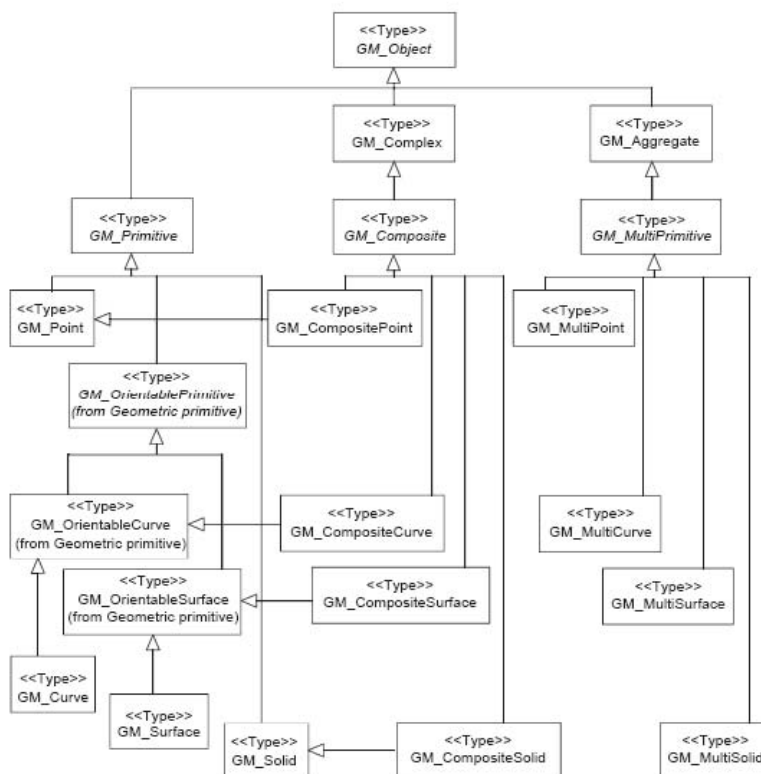 <<Type>>
GM_Object
<<Type>>
GM_Complex
<<Type>>
GM_Aggregate
<<Type>>
GM_Primitive
<<Type>>
GM_Composite
<<Type>>
GM_MultiPrimitive
<<Type>>
GM_Point
<<Type>>
GM_CompositePoint
<<Type>>
GM_MultiPoint
<<Type>>
GM_OrientablePrimitive
(from Geometric primitive)
<<Type>>
GM_OrientableCurve
(from Geometric primitive)
<<Type>>
GM_CompositeCurve
<<Type>>
GM_MultiCurve
<<Type>>
GM_OrientableSurface
(from Geometric primitive)
<<Type>>
GM_CompositeSurface
<<Type>>
GM_MultiSurface
<<Type>>
GM_Curve
<<Type>>
GM_Surface
<<Type>>
GM_Solid
<<Type>>
GM_CompositeSolid
<<Type>>
GM_MultiSolid